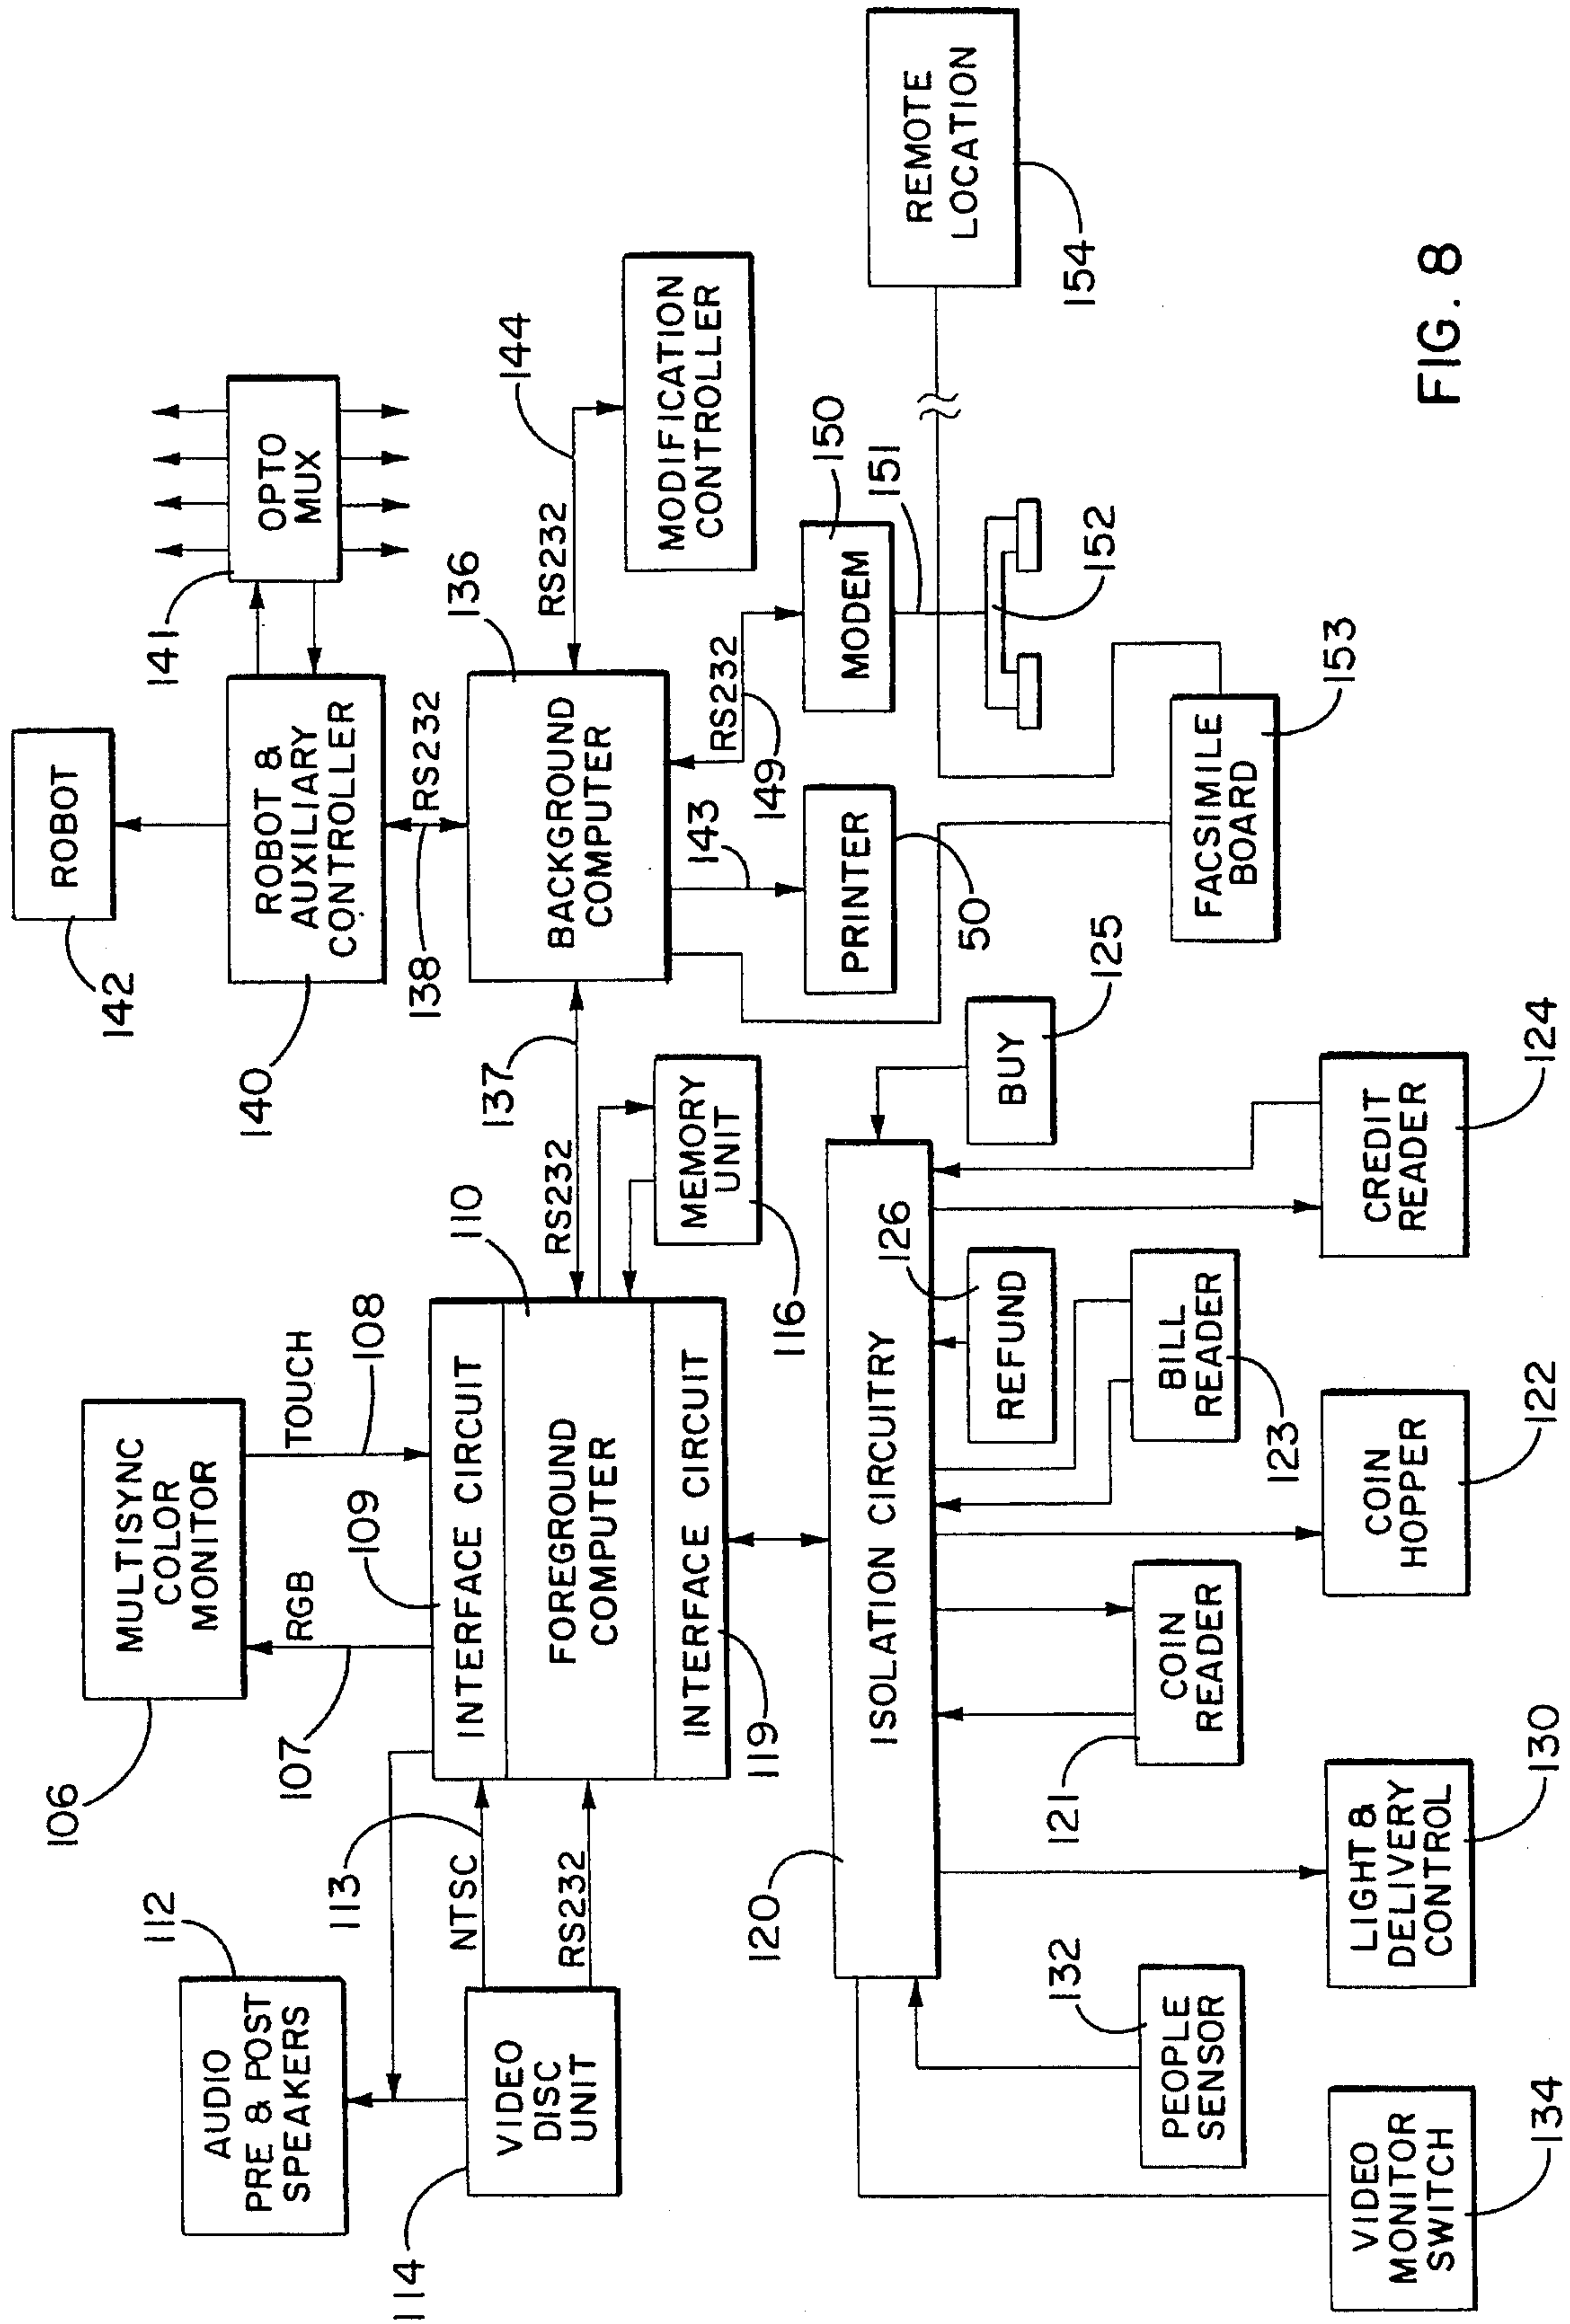 106
MULTISYNC
COLOR
MONITOR
107
RGB
TOUCH
108
112
AUDIO
PRE & POST
SPEAKERS
113
NTSC
RS232
114
VIDEO
DISC
UNIT
109
110
INTERFACE CIRCUIT
FOREGROUND
COMPUTER
INTERFACE CIRCUIT
119
RS232
137
MEMORY
UNIT
116
142
ROBOT
140
ROBOT &
AUXILIARY
CONTROLLER
141
OPTO
MUX
138
RS232
136
BACKGROUND
COMPUTER
RS232
144
MODIFICATION
CONTROLLER
143
149
RS232
PRINTER
50
MODEM
150
151
152
REMOTE
LOCATION
154
FACSIMILE
BOARD
153
120
ISOLATION CIRCUITRY
126
REFUND
BUY
125
132
PEOPLE
SENSOR
121
COIN
READER
BILL
READER
123
VIDEO
MONITOR
SWITCH
134
LIGHT &
DELIVERY
CONTROL
130
COIN
HOPPER
122
CREDIT
READER
124
FIG. 8